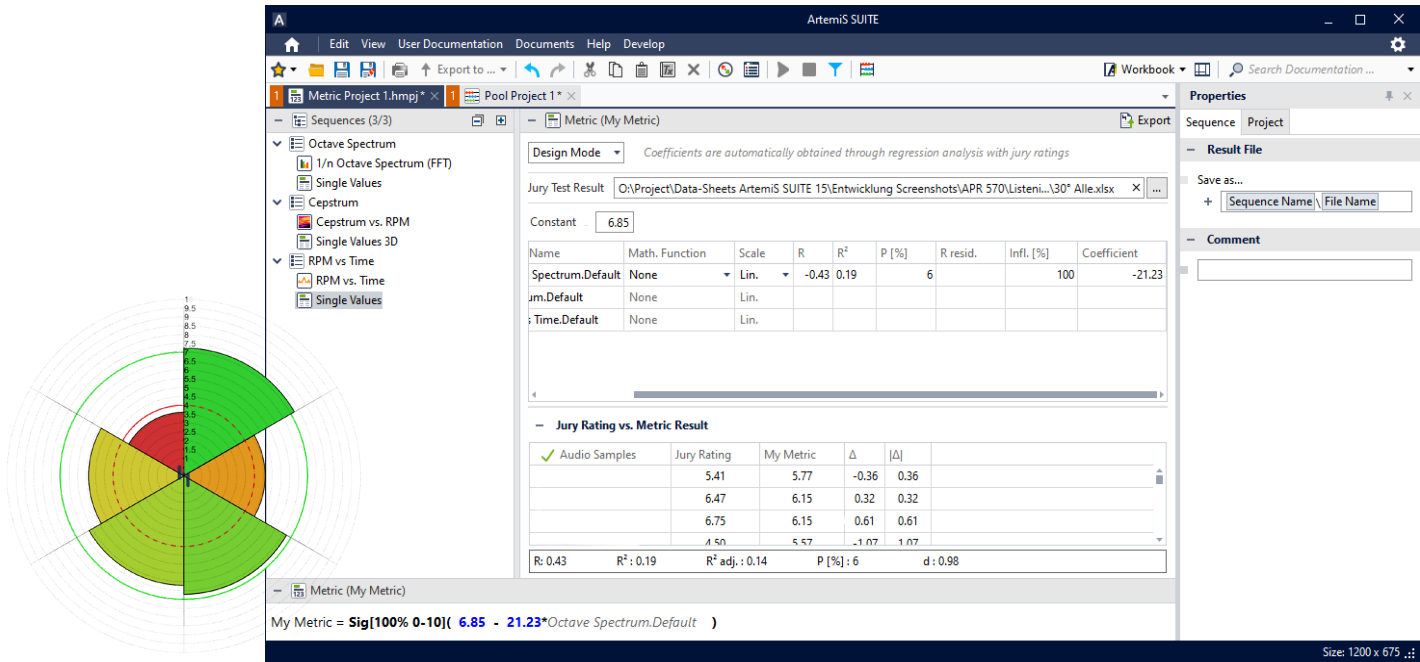 A ArtemiS SUITE
Edit View User Documentation Documents Help Develop
Export to ... Workbook Search Documentation ...
1 Metric Project 1.hmpj* 1 Pool Project 1*
Sequences (3/3)
Octave Spectrum
1/n Octave Spectrum (FFT)
Single Values
Cepstrum
Cepstrum vs. RPM
Single Values 3D
RPM vs Time
RPM vs. Time
Single Values
Metric (My Metric) Export
Design Mode Coefficients are automatically obtained through regression analysis with jury ratings
Jury Test Result O:\Project\Data-Sheets ArtemiS SUITE 15\Entwicklung Screenshots\APR 570\Listeni...\30° Alle.xlsx ...
Constant 6.85
Name Math. Function Scale R R² P [%] R resid. Infl. [%] Coefficient
Spectrum.Default None Lin. -0.43 0.19 6 100 -21.23
um.Default None Lin.
s Time.Default None Lin.
Jury Rating vs. Metric Result
Audio Samples Jury Rating My Metric Δ |Δ|
5.41 5.77 -0.36 0.36
6.47 6.15 0.32 0.32
6.75 6.15 0.61 0.61
4.50 5.57 -1.07 1.07
R: 0.43 R² : 0.19 R² adj. : 0.14 P [%] : 6 d : 0.98
Properties
Sequence Project
Result File
Save as...
+ Sequence Name \ File Name
Comment
Metric (My Metric)
My Metric = Sig[100% 0-10]( 6.85 - 21.23*Octave Spectrum.Default )
Size: 1200 x 675
1
9.5
9
8.5
8
7.5
7
6.5
6
5.5
5
4.5
4
3.5
3
2.5
2
1.5
1